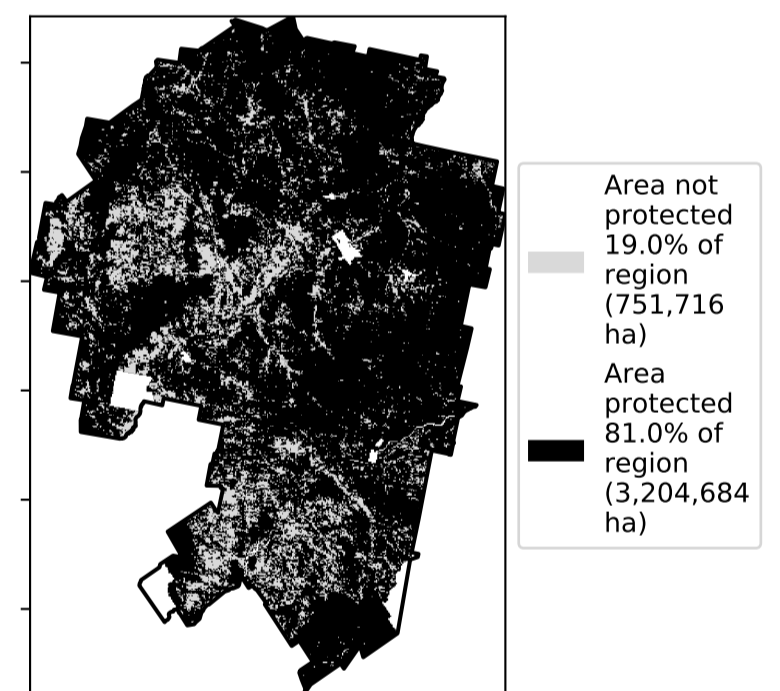 Area not
protected
19.0% of
region
(751,716
ha)
Area
protected
81.0% of
region
(3,204,684
ha)